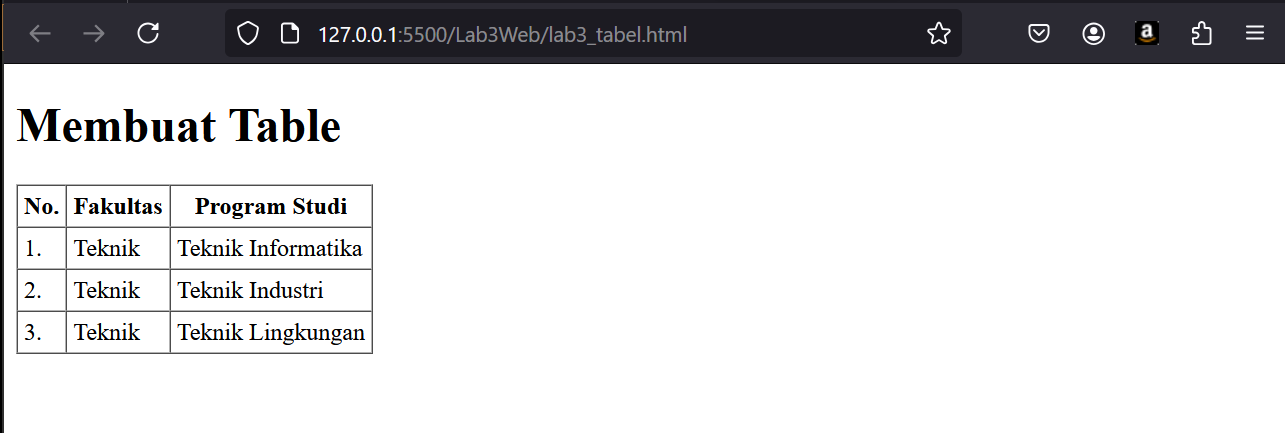 127.0.0.1:5500/Lab3Web/lab3_tabel.html
a
Membuat Table
No. Fakultas Program Studi
1. Teknik Teknik Informatika
2. Teknik Teknik Industri
3. Teknik Teknik Lingkungan